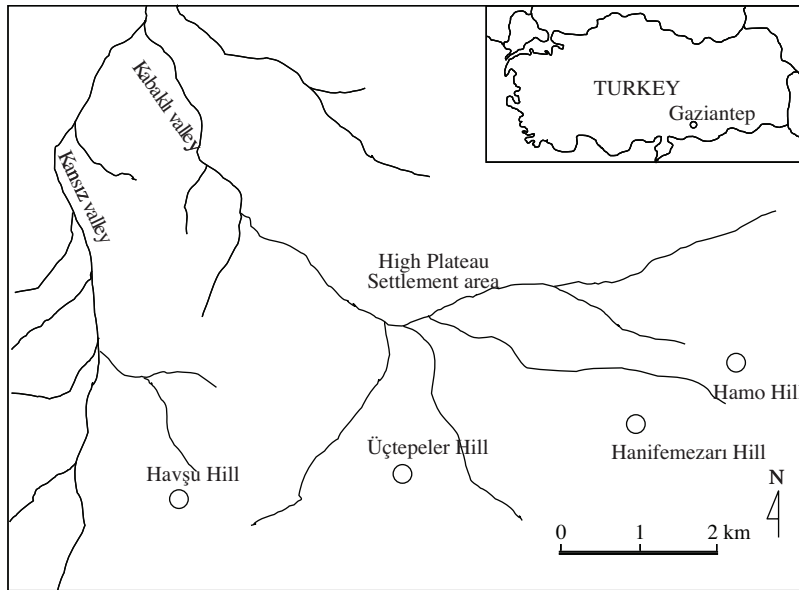 TURKEY
Gaziantep
Kabaklı valley
Kansız valley
High Plateau
Settlement area
Hamo Hill
Üçtepeler Hill
Hanifemezarı Hill
Havşu Hill
N
0 1 2 km